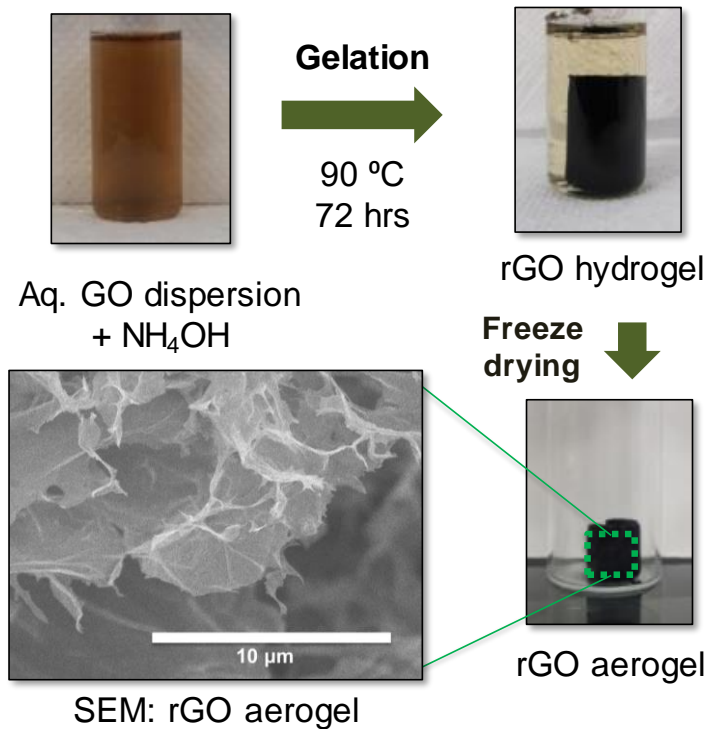 Gelation
90 ºC
72 hrs
Aq. GO dispersion
+ NH₄OH
rGO hydrogel
Freeze
drying
10 µm
SEM: rGO aerogel
rGO aerogel